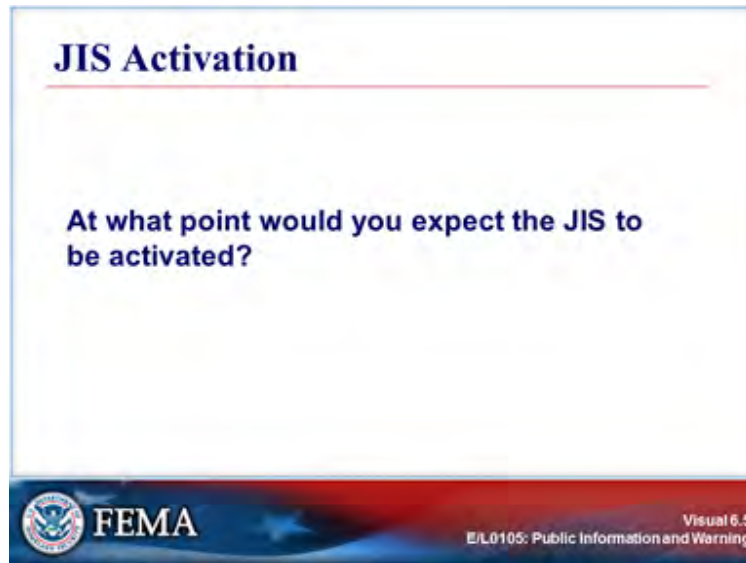 JIS Activation
At what point would you expect the JIS to
be activated?
FEMA
Visual 6.5
E/L0105: Public Information and Warning